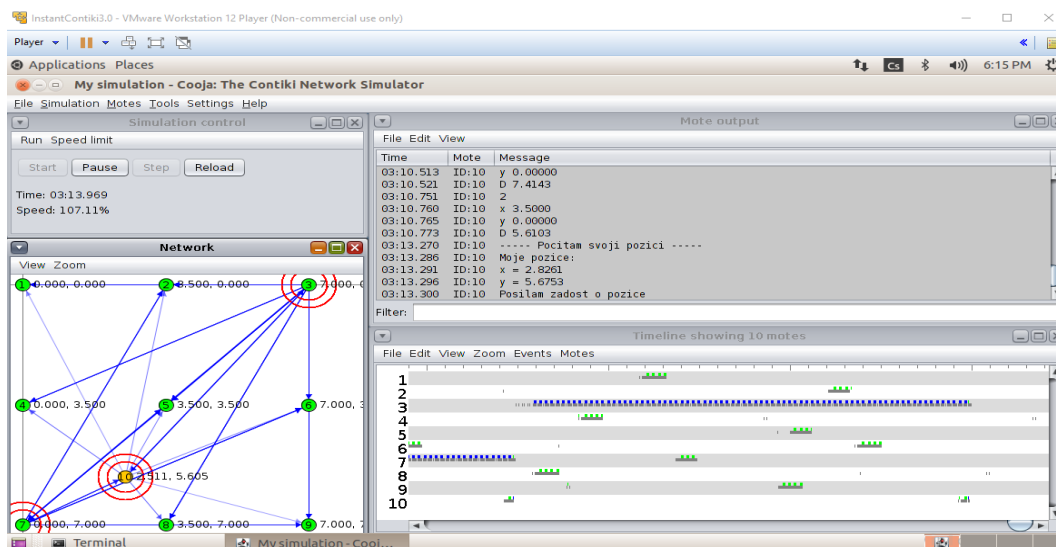 InstantContiki3.0 - VMware Workstation 12 Player (Non-commercial use only)
Player
Applications Places
Cs
6:15 PM
My simulation - Cooja: The Contiki Network Simulator
File Simulation Motes Tools Settings Help
Simulation control
Run Speed limit
Start Pause Step Reload
Time: 03:13.969
Speed: 107.11%
Mote output
File Edit View
Time Mote Message
03:10.513 ID:10 y 0.00000
03:10.521 ID:10 D 7.4143
03:10.751 ID:10 2
03:10.760 ID:10 x 3.5000
03:10.765 ID:10 y 0.00000
03:10.773 ID:10 D 5.6103
03:13.270 ID:10 ----- Pocitam svoji pozici -----
03:13.286 ID:10 Moje pozice:
03:13.291 ID:10 x = 2.8261
03:13.296 ID:10 y = 5.6753
03:13.300 ID:10 Posilam zadost o pozice
Filter:
Network
View Zoom
1 0.000, 0.000
2 3.500, 0.000
3 7.000,
4 0.000, 3.500
5 3.500, 3.500
6 7.000,
10 2.511, 5.605
7 0.000, 7.000
8 3.500, 7.000
9 7.000,
Timeline showing 10 motes
File Edit View Zoom Events Motes
1
2
3
4
5
6
7
8
9
10
Terminal
My simulation - Cooj...